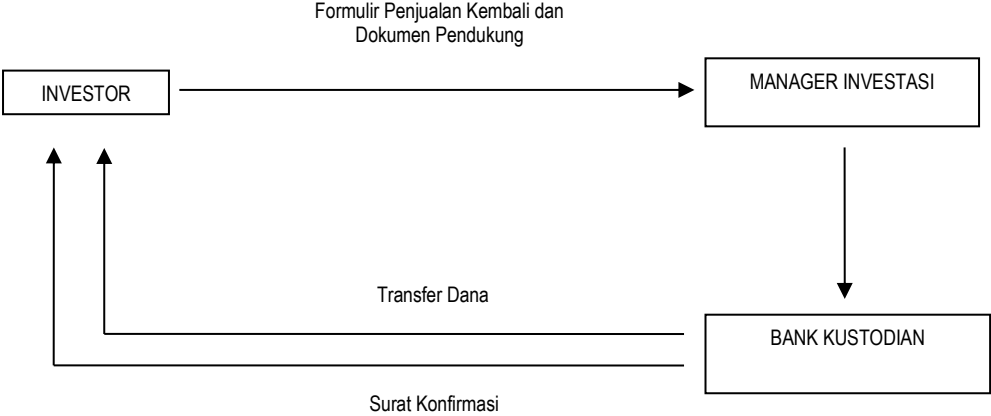 Formulir Penjualan Kembali dan
Dokumen Pendukung
INVESTOR
MANAGER INVESTASI
Transfer Dana
BANK KUSTODIAN
Surat Konfirmasi